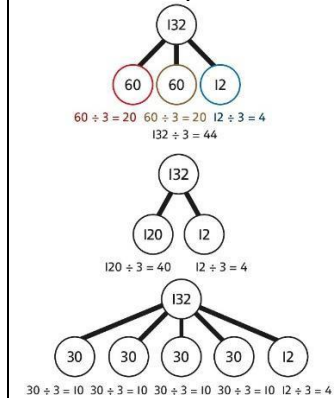 132
60 60 12
60 ÷ 3 = 20 60 ÷ 3 = 20 12 ÷ 3 = 4
132 ÷ 3 = 44
132
120 12
120 ÷ 3 = 40 12 ÷ 3 = 4
132
30 30 30 30 12
30 ÷ 3 = 10 30 ÷ 3 = 10 30 ÷ 3 = 10 30 ÷ 3 = 10 12 ÷ 3 = 4